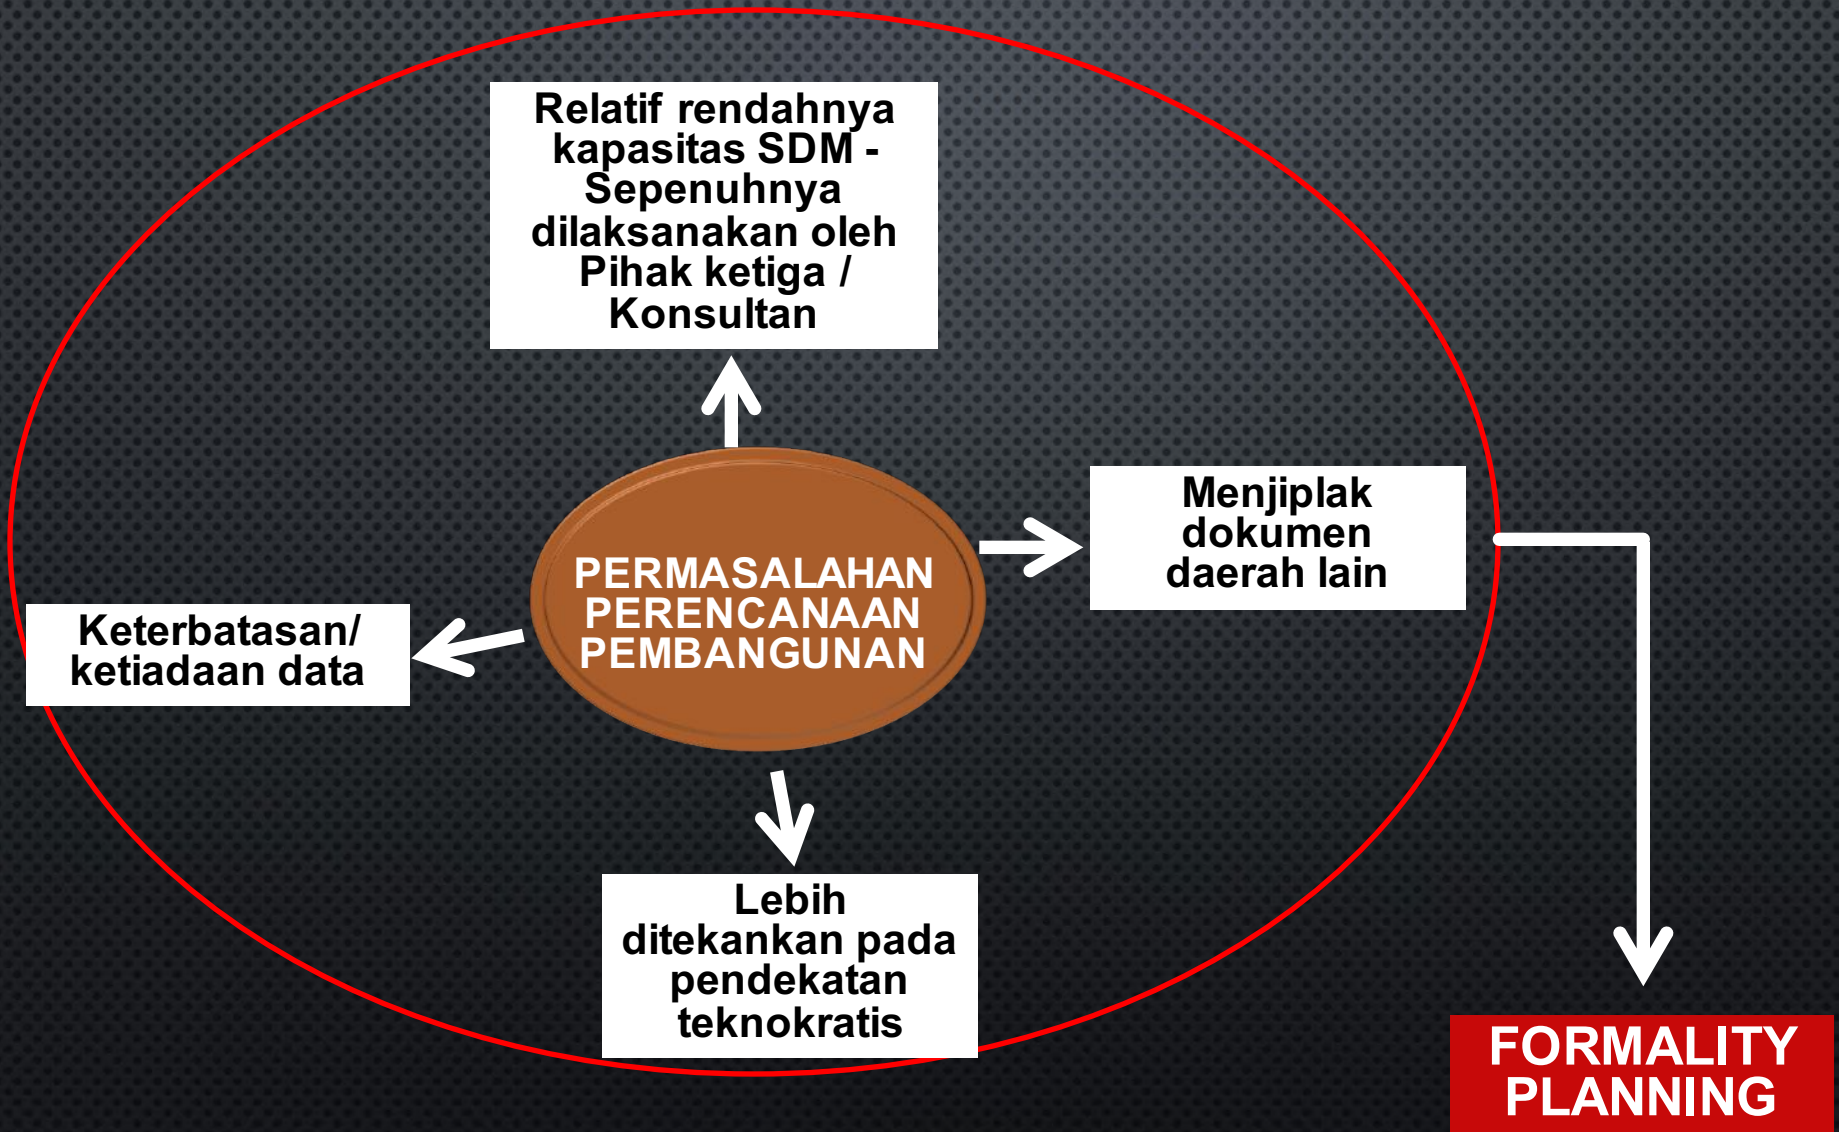 Relatif rendahnya
kapasitas SDM -
Sepenuhnya
dilaksanakan oleh
Pihak ketiga /
Konsultan
Menjiplak
dokumen
daerah lain
PERMASALAHAN
PERENCANAAN
PEMBANGUNAN
Keterbatasan/
ketiadaan data
Lebih
ditekankan pada
pendekatan
teknokratis
FORMALITY
PLANNING